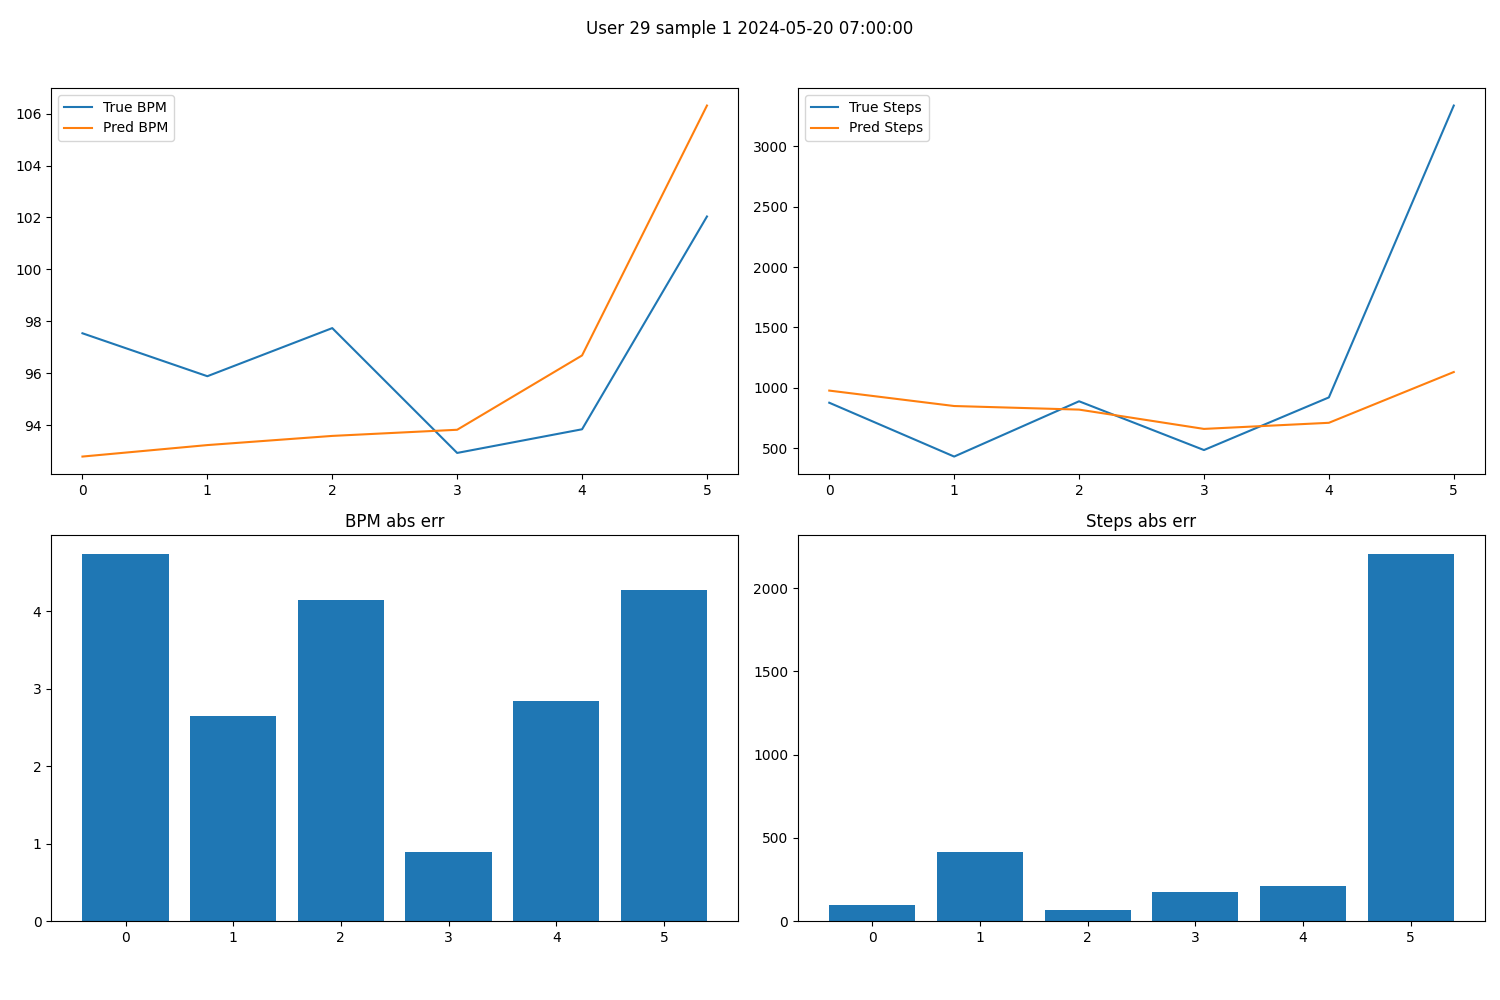 User 29 sample 1 2024-05-20 07:00:00
True BPM
Pred BPM
106
104
102
100
98
96
94
0 1 2 3 4 5
True Steps
Pred Steps
3000
2500
2000
1500
1000
500
0 1 2 3 4 5
BPM abs err
4
3
2
1
0
0 1 2 3 4 5
Steps abs err
2000
1500
1000
500
0
0 1 2 3 4 5